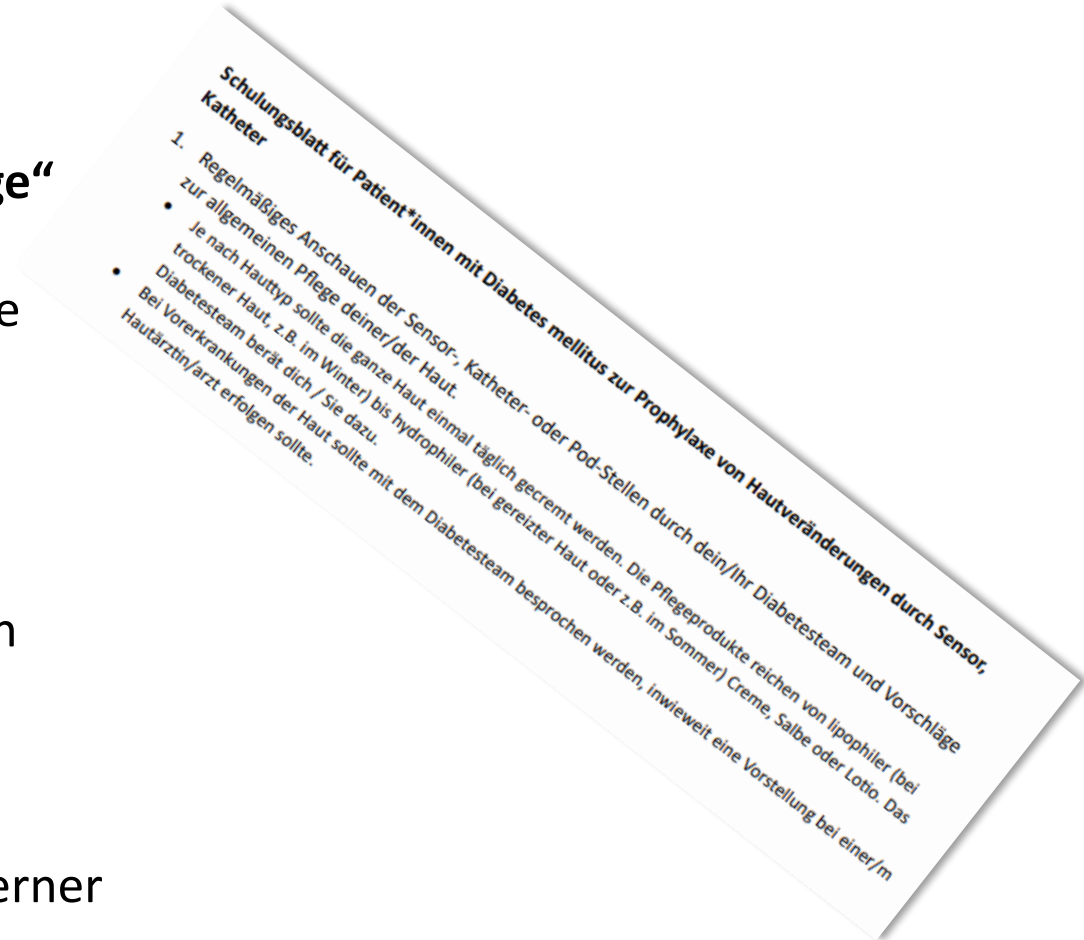 ge“
e
n
erner
Schulungsblatt für Patient*innen mit Diabetes mellitus zur Prophylaxe von Hautveränderungen durch Sensor,
Katheter
1. Regelmäßiges Anschauen der Sensor-, Katheter- oder Pod-Stellen durch dein/Ihr Diabetesteam und Vorschläge
zur allgemeinen Pflege deiner/der Haut.
• Je nach Hauttyp sollte die ganze Haut einmal täglich gecremt werden. Die Pflegeprodukte reichen von lipophiler (bei
trockener Haut, z.B. im Winter) bis hydrophiler (bei gereizter Haut oder z.B. im Sommer) Creme, Salbe oder Lotio. Das
Diabetesteam berät dich / Sie dazu.
• Bei Vorerkrankungen der Haut sollte mit dem Diabetesteam besprochen werden, inwieweit eine Vorstellung bei einer/m
Hautärztin/arzt erfolgen sollte.